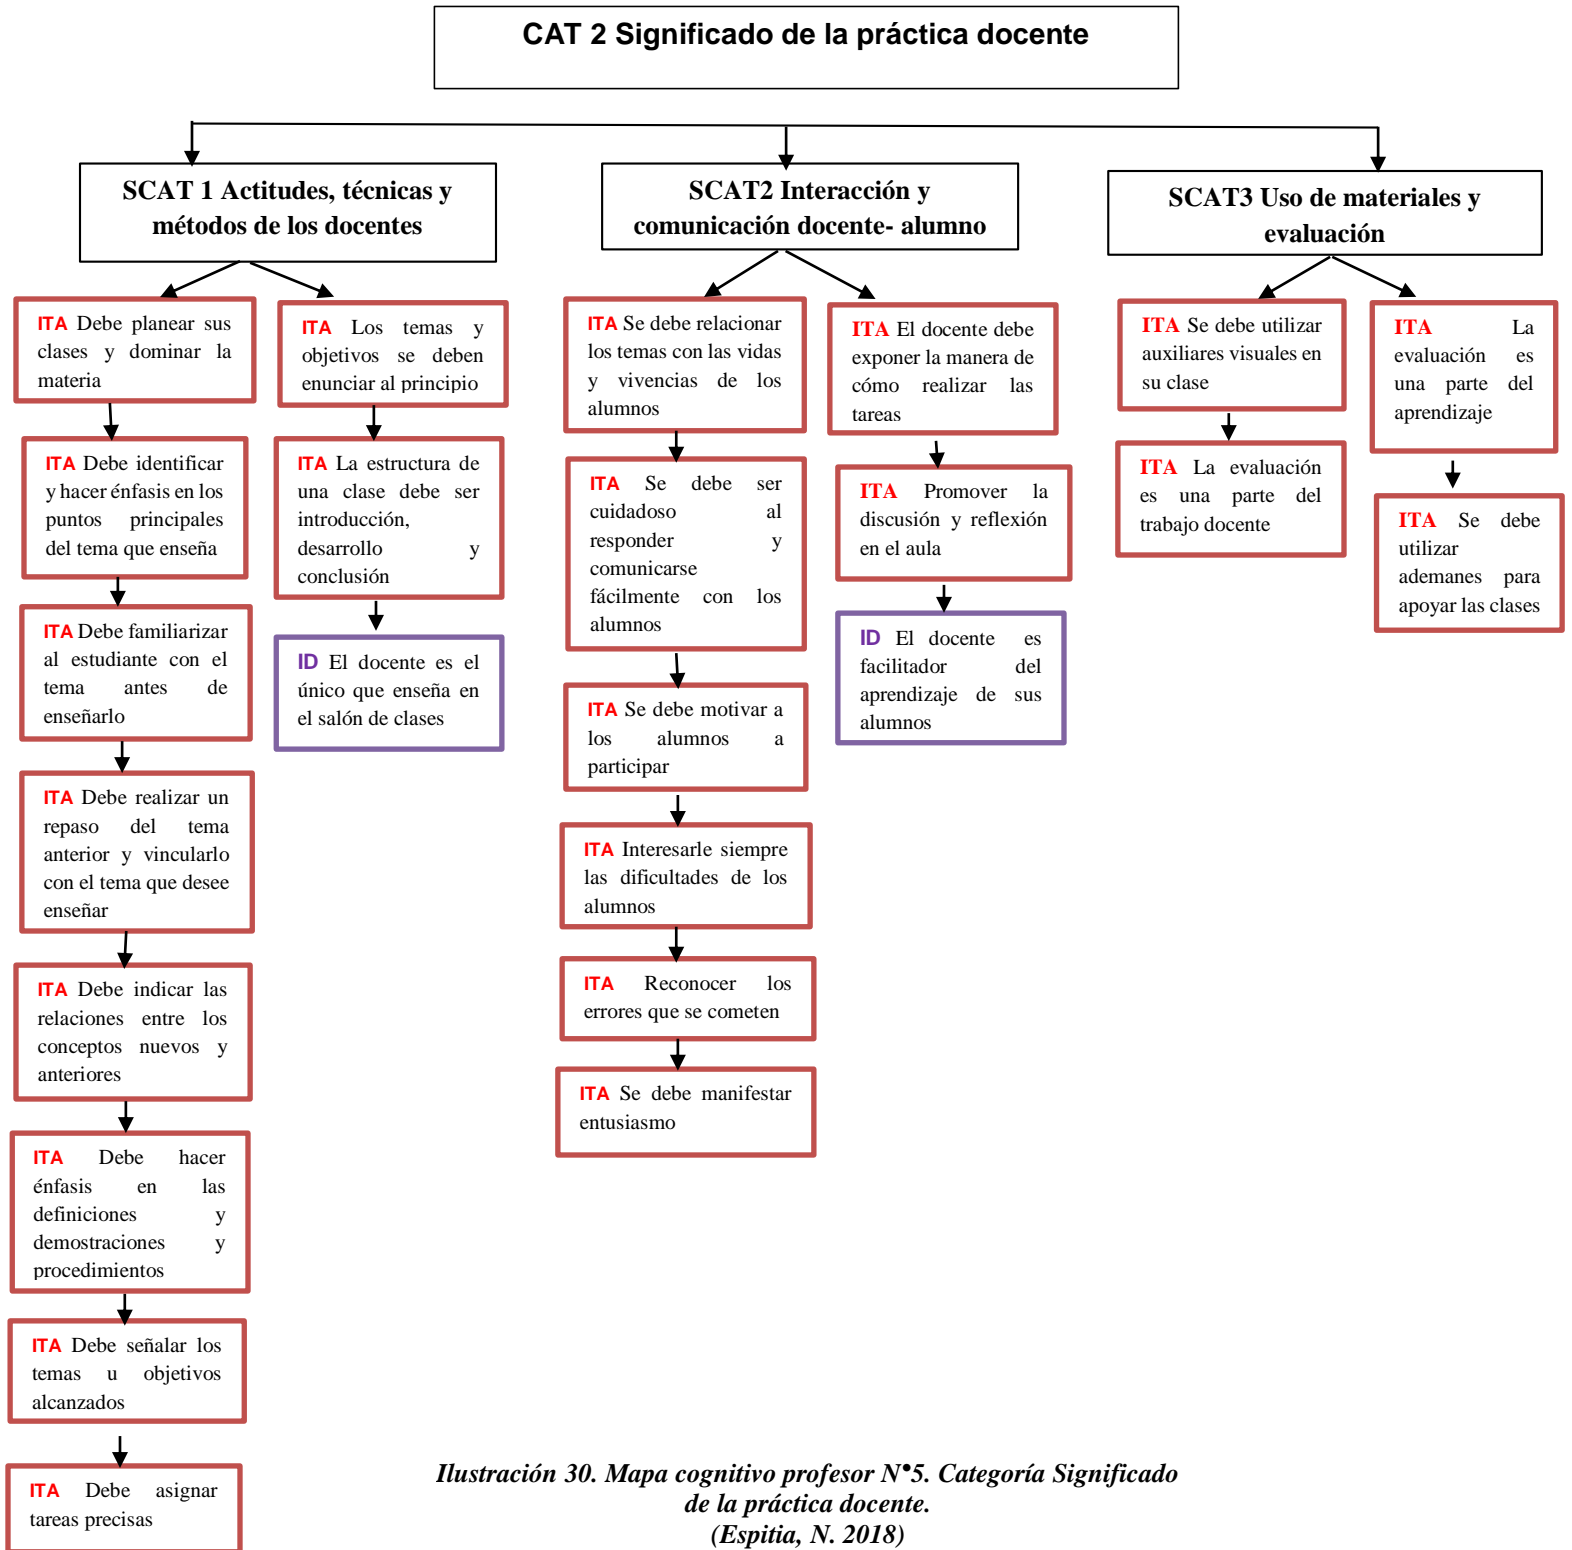 CAT 2 Significado de la práctica docente
SCAT 1 Actitudes, técnicas y
métodos de los docentes
ITA Debe planear sus
clases y dominar la
materia
ITA Debe identificar
y hacer énfasis en los
puntos principales
del tema que enseña
ITA Debe familiarizar
al estudiante con el
tema antes de
enseñarlo
ITA Debe realizar un
repaso del tema
anterior y vincularlo
con el tema que desee
enseñar
ITA Debe indicar las
relaciones entre los
conceptos nuevos y
anteriores
ITA Debe hacer
énfasis en las
definiciones y
demostraciones y
procedimientos
ITA Debe señalar los
temas u objetivos
alcanzados
ITA Debe asignar
tareas precisas
ITA Los temas y
objetivos se deben
enunciar al principio
ITA La estructura de
una clase debe ser
introducción,
desarrollo y
conclusión
ID El docente es el
único que enseña en
el salón de clases
SCAT2 Interacción y
comunicación docente- alumno
ITA Se debe relacionar
los temas con las vidas
y vivencias de los
alumnos
ITA Se debe ser
cuidadoso al
responder y
comunicarse
fácilmente con los
alumnos
ITA Se debe motivar a
los alumnos a
participar
ITA Interesarle siempre
las dificultades de los
alumnos
ITA Reconocer los
errores que se cometen
ITA Se debe manifestar
entusiasmo
ITA El docente debe
exponer la manera de
cómo realizar las
tareas
ITA Promover la
discusión y reflexión
en el aula
ID El docente es
facilitador del
aprendizaje de sus
alumnos
SCAT3 Uso de materiales y
evaluación
ITA Se debe utilizar
auxiliares visuales en
su clase
ITA La evaluación
es una parte del
trabajo docente
ITA La
evaluación es
una parte del
aprendizaje
ITA Se debe
utilizar
ademanes para
apoyar las clases
Ilustración 30. Mapa cognitivo profesor N•5. Categoría Significado
de la práctica docente.
(Espitia, N. 2018)